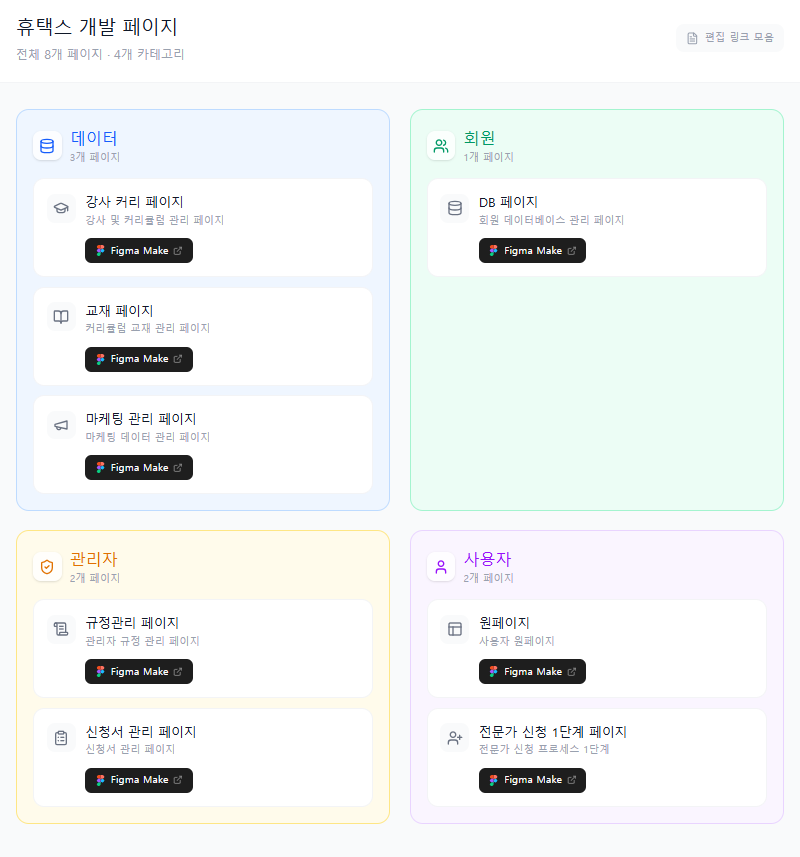 휴택스 개발 페이지
전체 8개 페이지 · 4개 카테고리
편집 링크 모음
데이터
3개 페이지
강사 커리 페이지
강사 및 커리큘럼 관리 페이지
Figma Make
교재 페이지
커리큘럼 교재 관리 페이지
Figma Make
마케팅 관리 페이지
마케팅 데이터 관리 페이지
Figma Make
회원
1개 페이지
DB 페이지
회원 데이터베이스 관리 페이지
Figma Make
관리자
2개 페이지
규정관리 페이지
관리자 규정 관리 페이지
Figma Make
신청서 관리 페이지
신청서 관리 페이지
Figma Make
사용자
2개 페이지
원페이지
사용자 원페이지
Figma Make
전문가 신청 1단계 페이지
전문가 신청 프로세스 1단계
Figma Make